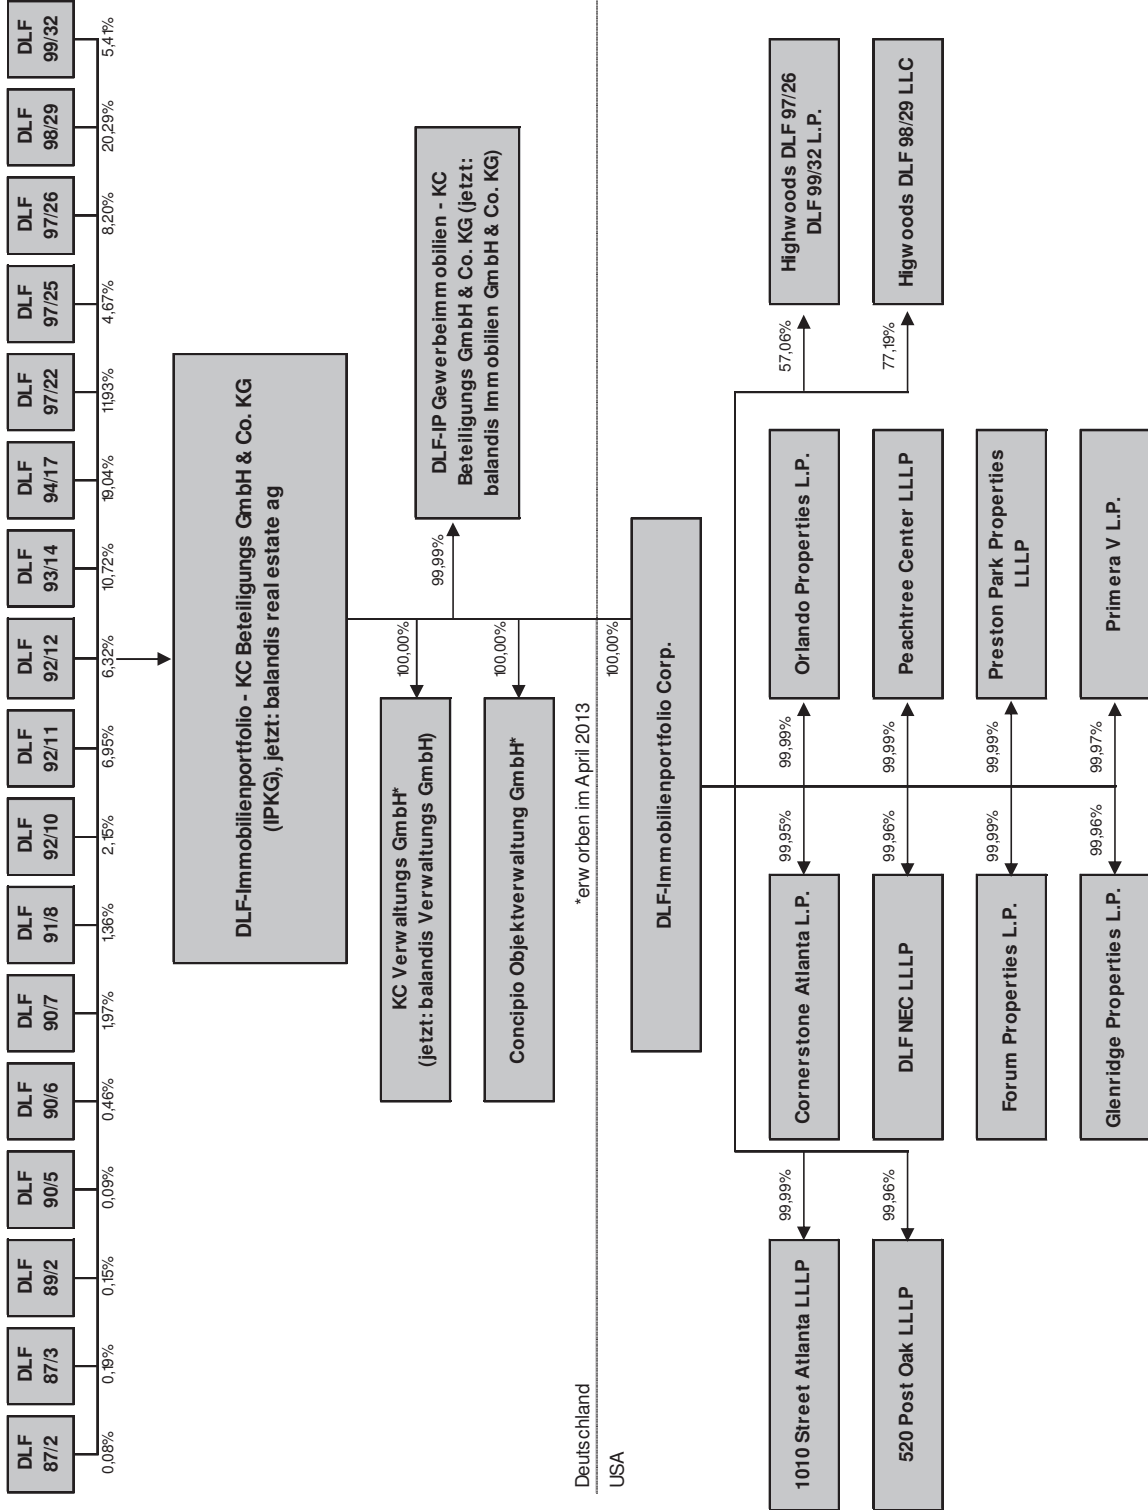 DLF
87/2
DLF
87/3
DLF
89/2
DLF
90/5
DLF
90/6
DLF
90/7
DLF
91/8
DLF
92/10
DLF
92/11
DLF
92/12
DLF
93/14
DLF
94/17
DLF
97/22
DLF
97/25
DLF
97/26
DLF
98/29
DLF
99/32
0,08%
0,19%
0,15%
0,09%
0,46%
1,97%
1,36%
2,15%
6,95%
6,32%
10,72%
19,04%
11,93%
4,67%
8,20%
20,29%
5,41%
DLF-Immobilienportfolio - KC Beteiligungs GmbH & Co. KG
(IPKG), jetzt: balandis real estate ag
KC Verwaltungs GmbH*
(jetzt: balandis Verwaltungs GmbH)
100,00%
99,99%
DLF-IP Gewerbeimmobilien - KC
Beteiligungs GmbH & Co. KG (jetzt:
balandis Immobilien GmbH & Co. KG)
Concipio Objektverwaltung GmbH*
100,00%
Deutschland
*erworben im April 2013
USA
100,00%
DLF-Immobilienportfolio Corp.
1010 Street Atlanta LLLP
99,99%
Cornerstone Atlanta L.P.
99,95%
99,99%
Orlando Properties L.P.
57,06%
Highwoods DLF 97/26
DLF 99/32 L.P.
520 Post Oak LLLP
99,96%
DLF NEC LLLP
99,96%
99,99%
Peachtree Center LLLP
77,19%
Higwoods DLF 98/29 LLC
Forum Properties L.P.
99,99%
99,99%
Preston Park Properties
LLLP
Glenridge Properties L.P.
99,96%
99,97%
Primera V L.P.